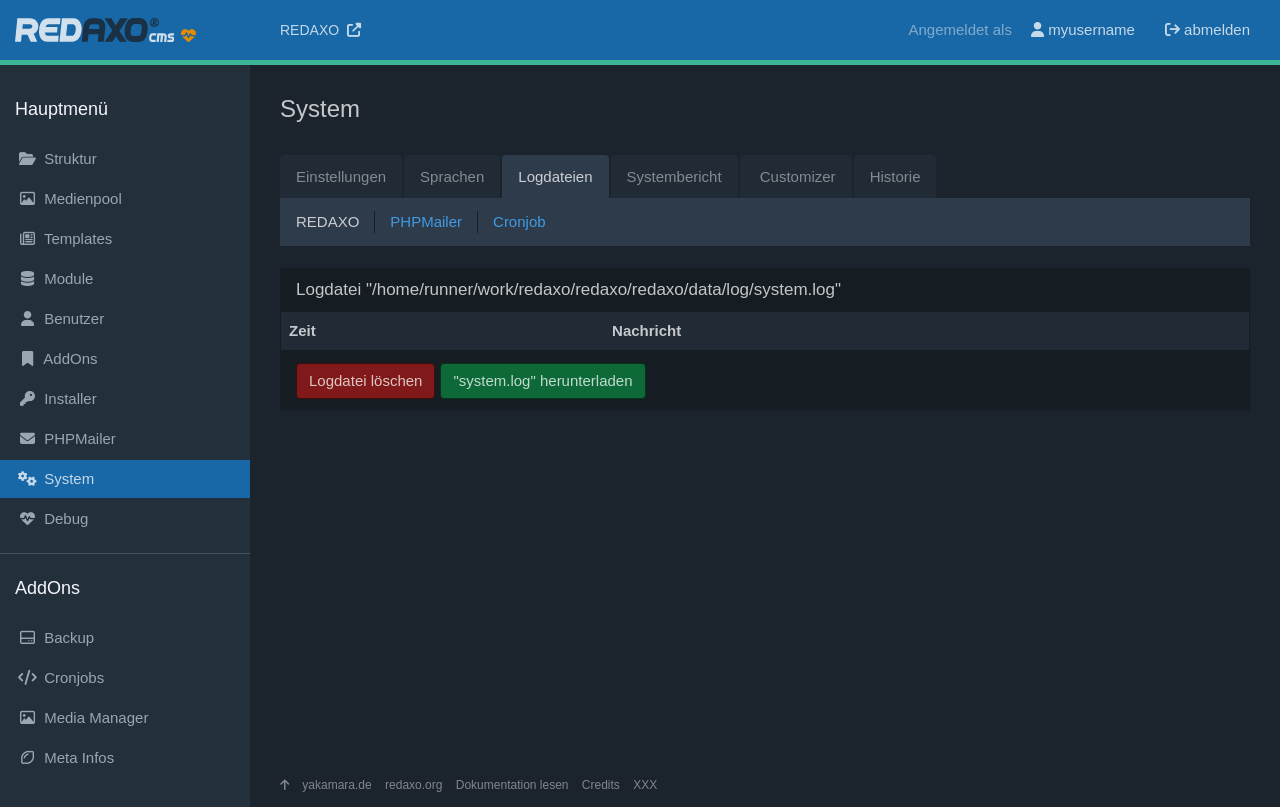 REDAXO® cms
REDAXO
Angemeldet als myusername abmelden
Hauptmenü
Struktur
Medienpool
Templates
Module
Benutzer
AddOns
Installer
PHPMailer
System
Debug
AddOns
Backup
Cronjobs
Media Manager
Meta Infos
System
Einstellungen Sprachen Logdateien Systembericht Customizer Historie
REDAXO PHPMailer Cronjob
Logdatei "/home/runner/work/redaxo/redaxo/redaxo/data/log/system.log"
Zeit Nachricht
Logdatei löschen "system.log" herunterladen
yakamara.de redaxo.org Dokumentation lesen Credits XXX